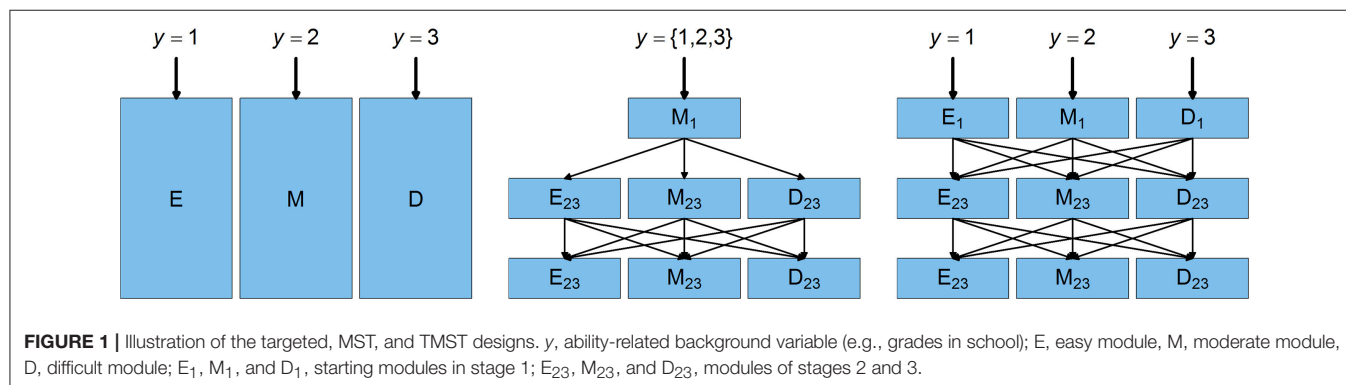 y = 1 y = 2 y = 3 y = {1,2,3} y = 1 y = 2 y = 3
M₁ E₁ M₁ D₁
E M D E₂₃ M₂₃ D₂₃ E₂₃ M₂₃ D₂₃
E₂₃ M₂₃ D₂₃ E₂₃ M₂₃ D₂₃
FIGURE 1 | Illustration of the targeted, MST, and TMST designs. y, ability-related background variable (e.g., grades in school); E, easy module, M, moderate module,
D, difficult module; E₁, M₁, and D₁, starting modules in stage 1; E₂₃, M₂₃, and D₂₃, modules of stages 2 and 3.